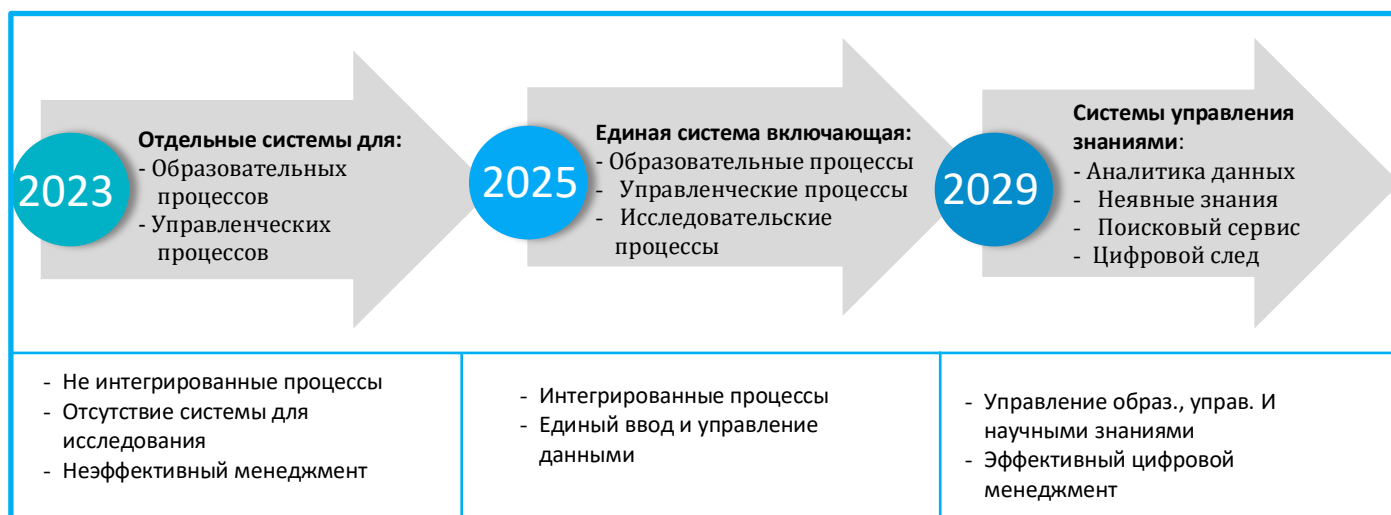 2023
Отдельные системы для:
- Образовательных
процессов
- Управленческих
процессов
2025
Единая система включающая:
- Образовательные процессы
- Управленческие процессы
- Исследовательские
процессы
2029
Системы управления
знаниями:
- Аналитика данных
- Неявные знания
- Поисковый сервис
- Цифровой след
- Не интегрированные процессы
- Отсутствие системы для
исследования
- Неэффективный менеджмент
- Интегрированные процессы
- Единый ввод и управление
данными
- Управление образ., управ. И
научными знаниями
- Эффективный цифровой
менеджмент